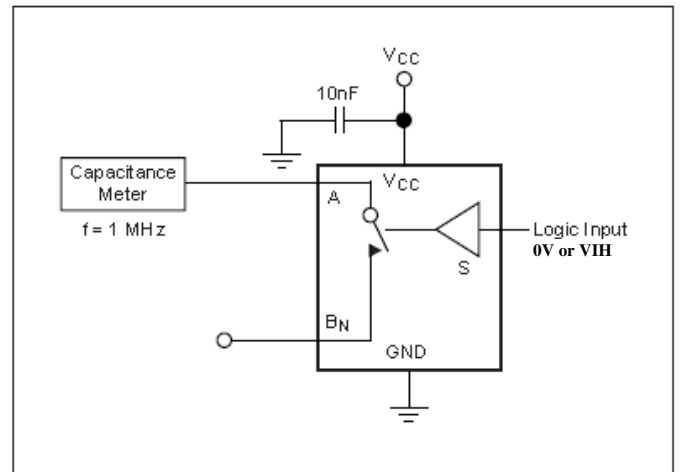 VCC
10nF
Capacitance
Meter
f = 1 MHz
VCC
A
Logic Input
0V or VIH
S
BN
GND